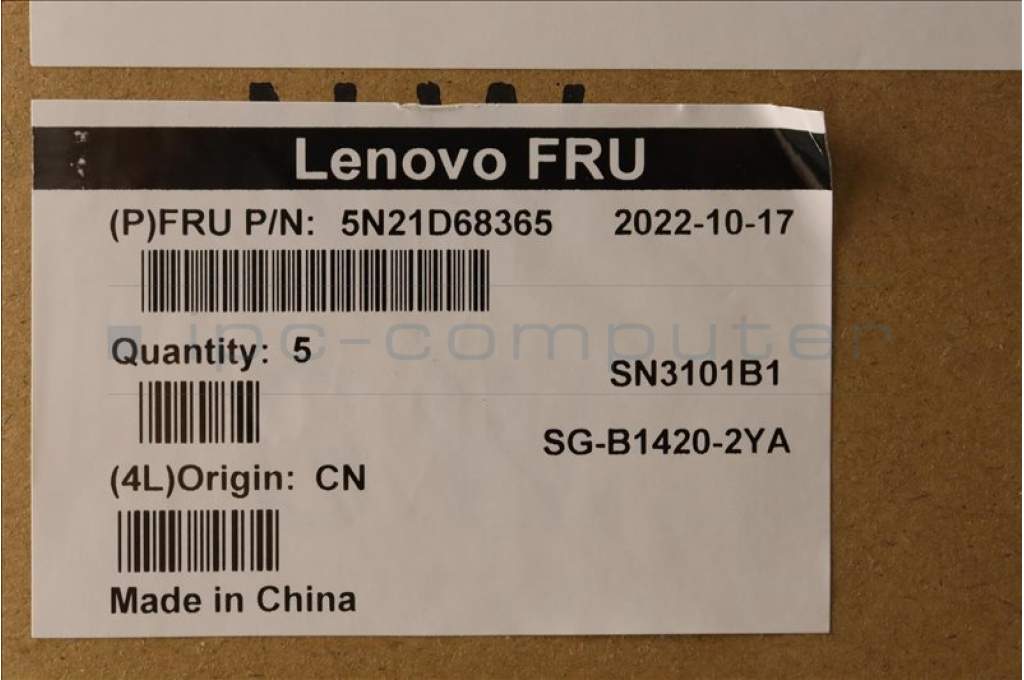 Lenovo FRU
(P)FRU P/N: 5N21D68365 2022-10-17
ipc-computer
Quantity: 5
SN3101B1
SG-B1420-2YA
(4L)Origin: CN
Made in China